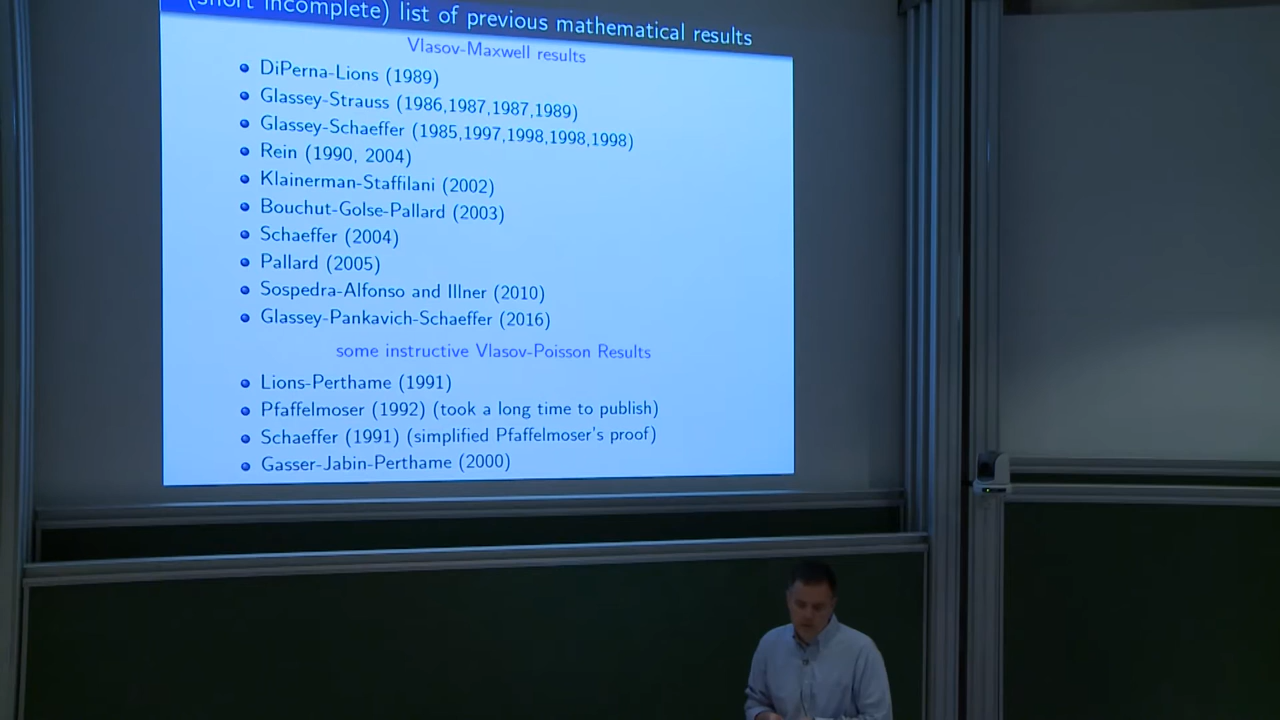 (short incomplete) list of previous mathematical results
Vlasov-Maxwell results
DiPerna-Lions (1989)
Glassey-Strauss (1986,1987,1987,1989)
Glassey-Schaeffer (1985,1997,1998,1998,1998)
Rein (1990, 2004)
Klainerman-Staffilani (2002)
Bouchut-Golse-Pallard (2003)
Schaeffer (2004)
Pallard (2005)
Sospedra-Alfonso and Illner (2010)
Glassey-Pankavich-Schaeffer (2016)
some instructive Vlasov-Poisson Results
Lions-Perthame (1991)
Pfaffelmoser (1992) (took a long time to publish)
Schaeffer (1991) (simplified Pfaffelmoser's proof)
Gasser-Jabin-Perthame (2000)